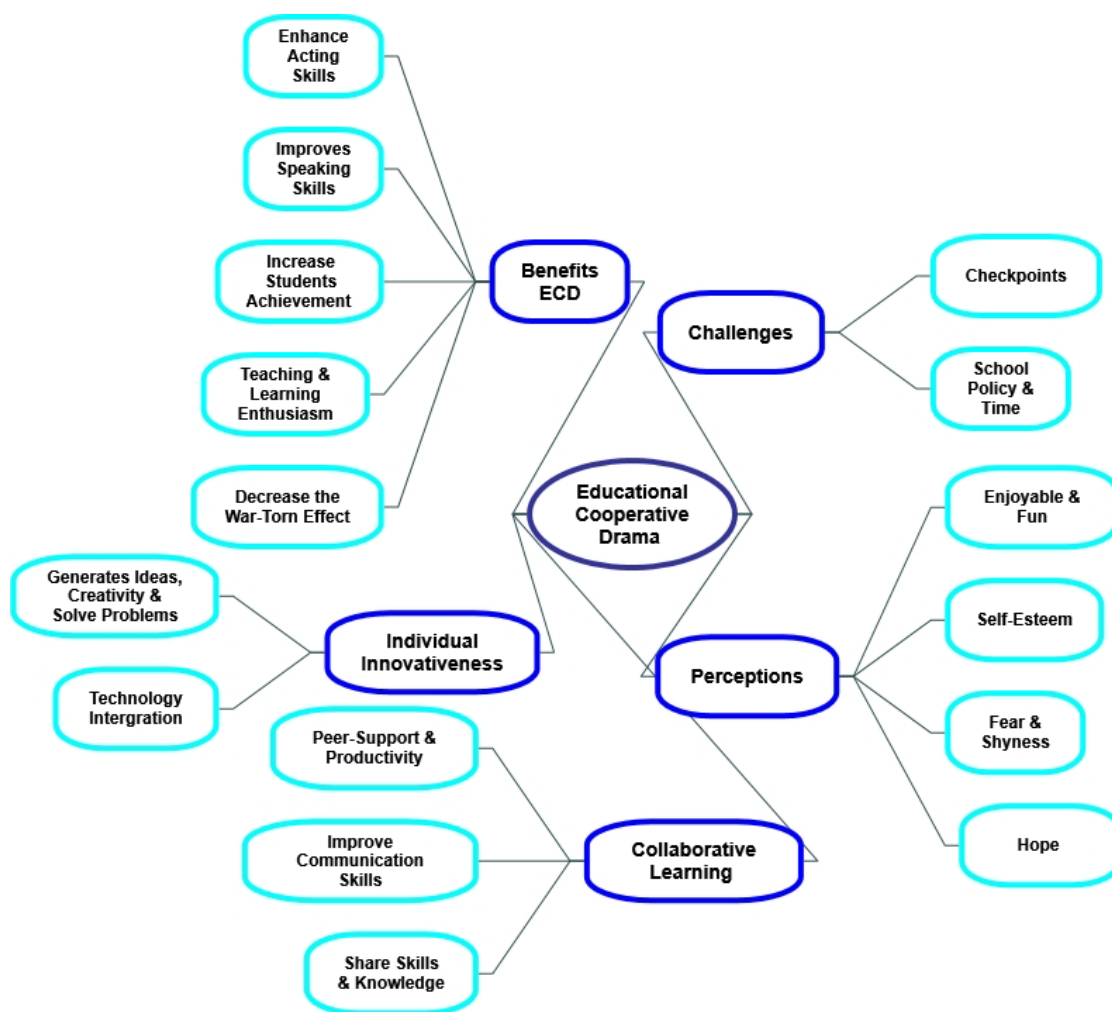 Enhance
Acting
Skills
Improves
Speaking
Skills
Increase
Students
Achievement
Teaching &
Learning
Enthusiasm
Decrease the
War-Torn Effect
Benefits
ECD
Challenges
Checkpoints
School
Policy &
Time
Educational
Cooperative
Drama
Generates Ideas,
Creativity &
Solve Problems
Technology
Intergration
Individual
Innovativeness
Perceptions
Enjoyable &
Fun
Self-Esteem
Fear &
Shyness
Hope
Peer-Support &
Productivity
Improve
Communication
Skills
Share Skills
& Knowledge
Collaborative
Learning